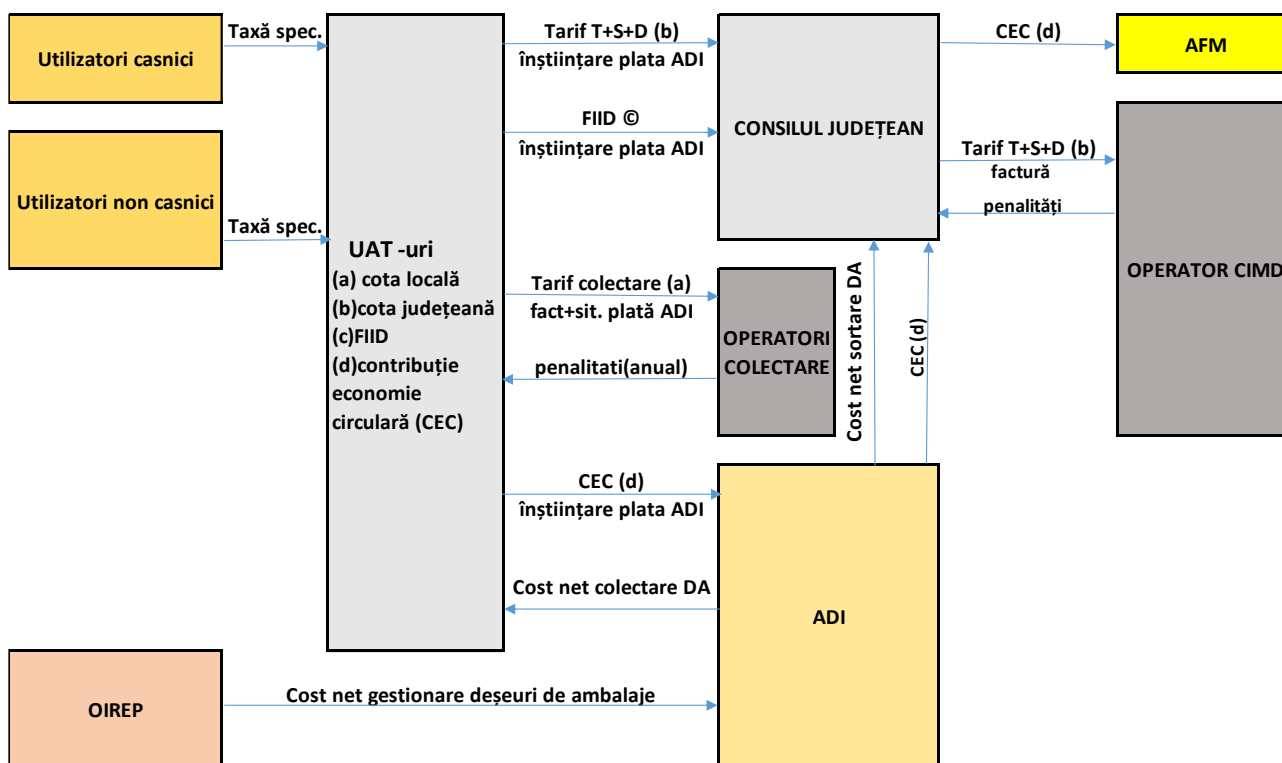 Utilizatori casnici
Taxă spec.
Utilizatori non casnici
Taxă spec.
UAT -uri
(a) cota locală
(b)cota județeană
(c)FIID
(d)contribuție
economie
circulară (CEC)
Tarif T+S+D (b)
înștiințare plata ADI
FIID ©
înștiințare plata ADI
CONSILUL JUDEȚEAN
CEC (d)
AFM
Tarif T+S+D (b)
factură
penalități
OPERATOR CIMD
Tarif colectare (a)
fact+sit. plată ADI
penalitati(anual)
OPERATORI
COLECTARE
Cost net sortare DA
CEC (d)
CEC (d)
înștiințare plata ADI
Cost net colectare DA
ADI
OIREP
Cost net gestionare deșeuri de ambalaje